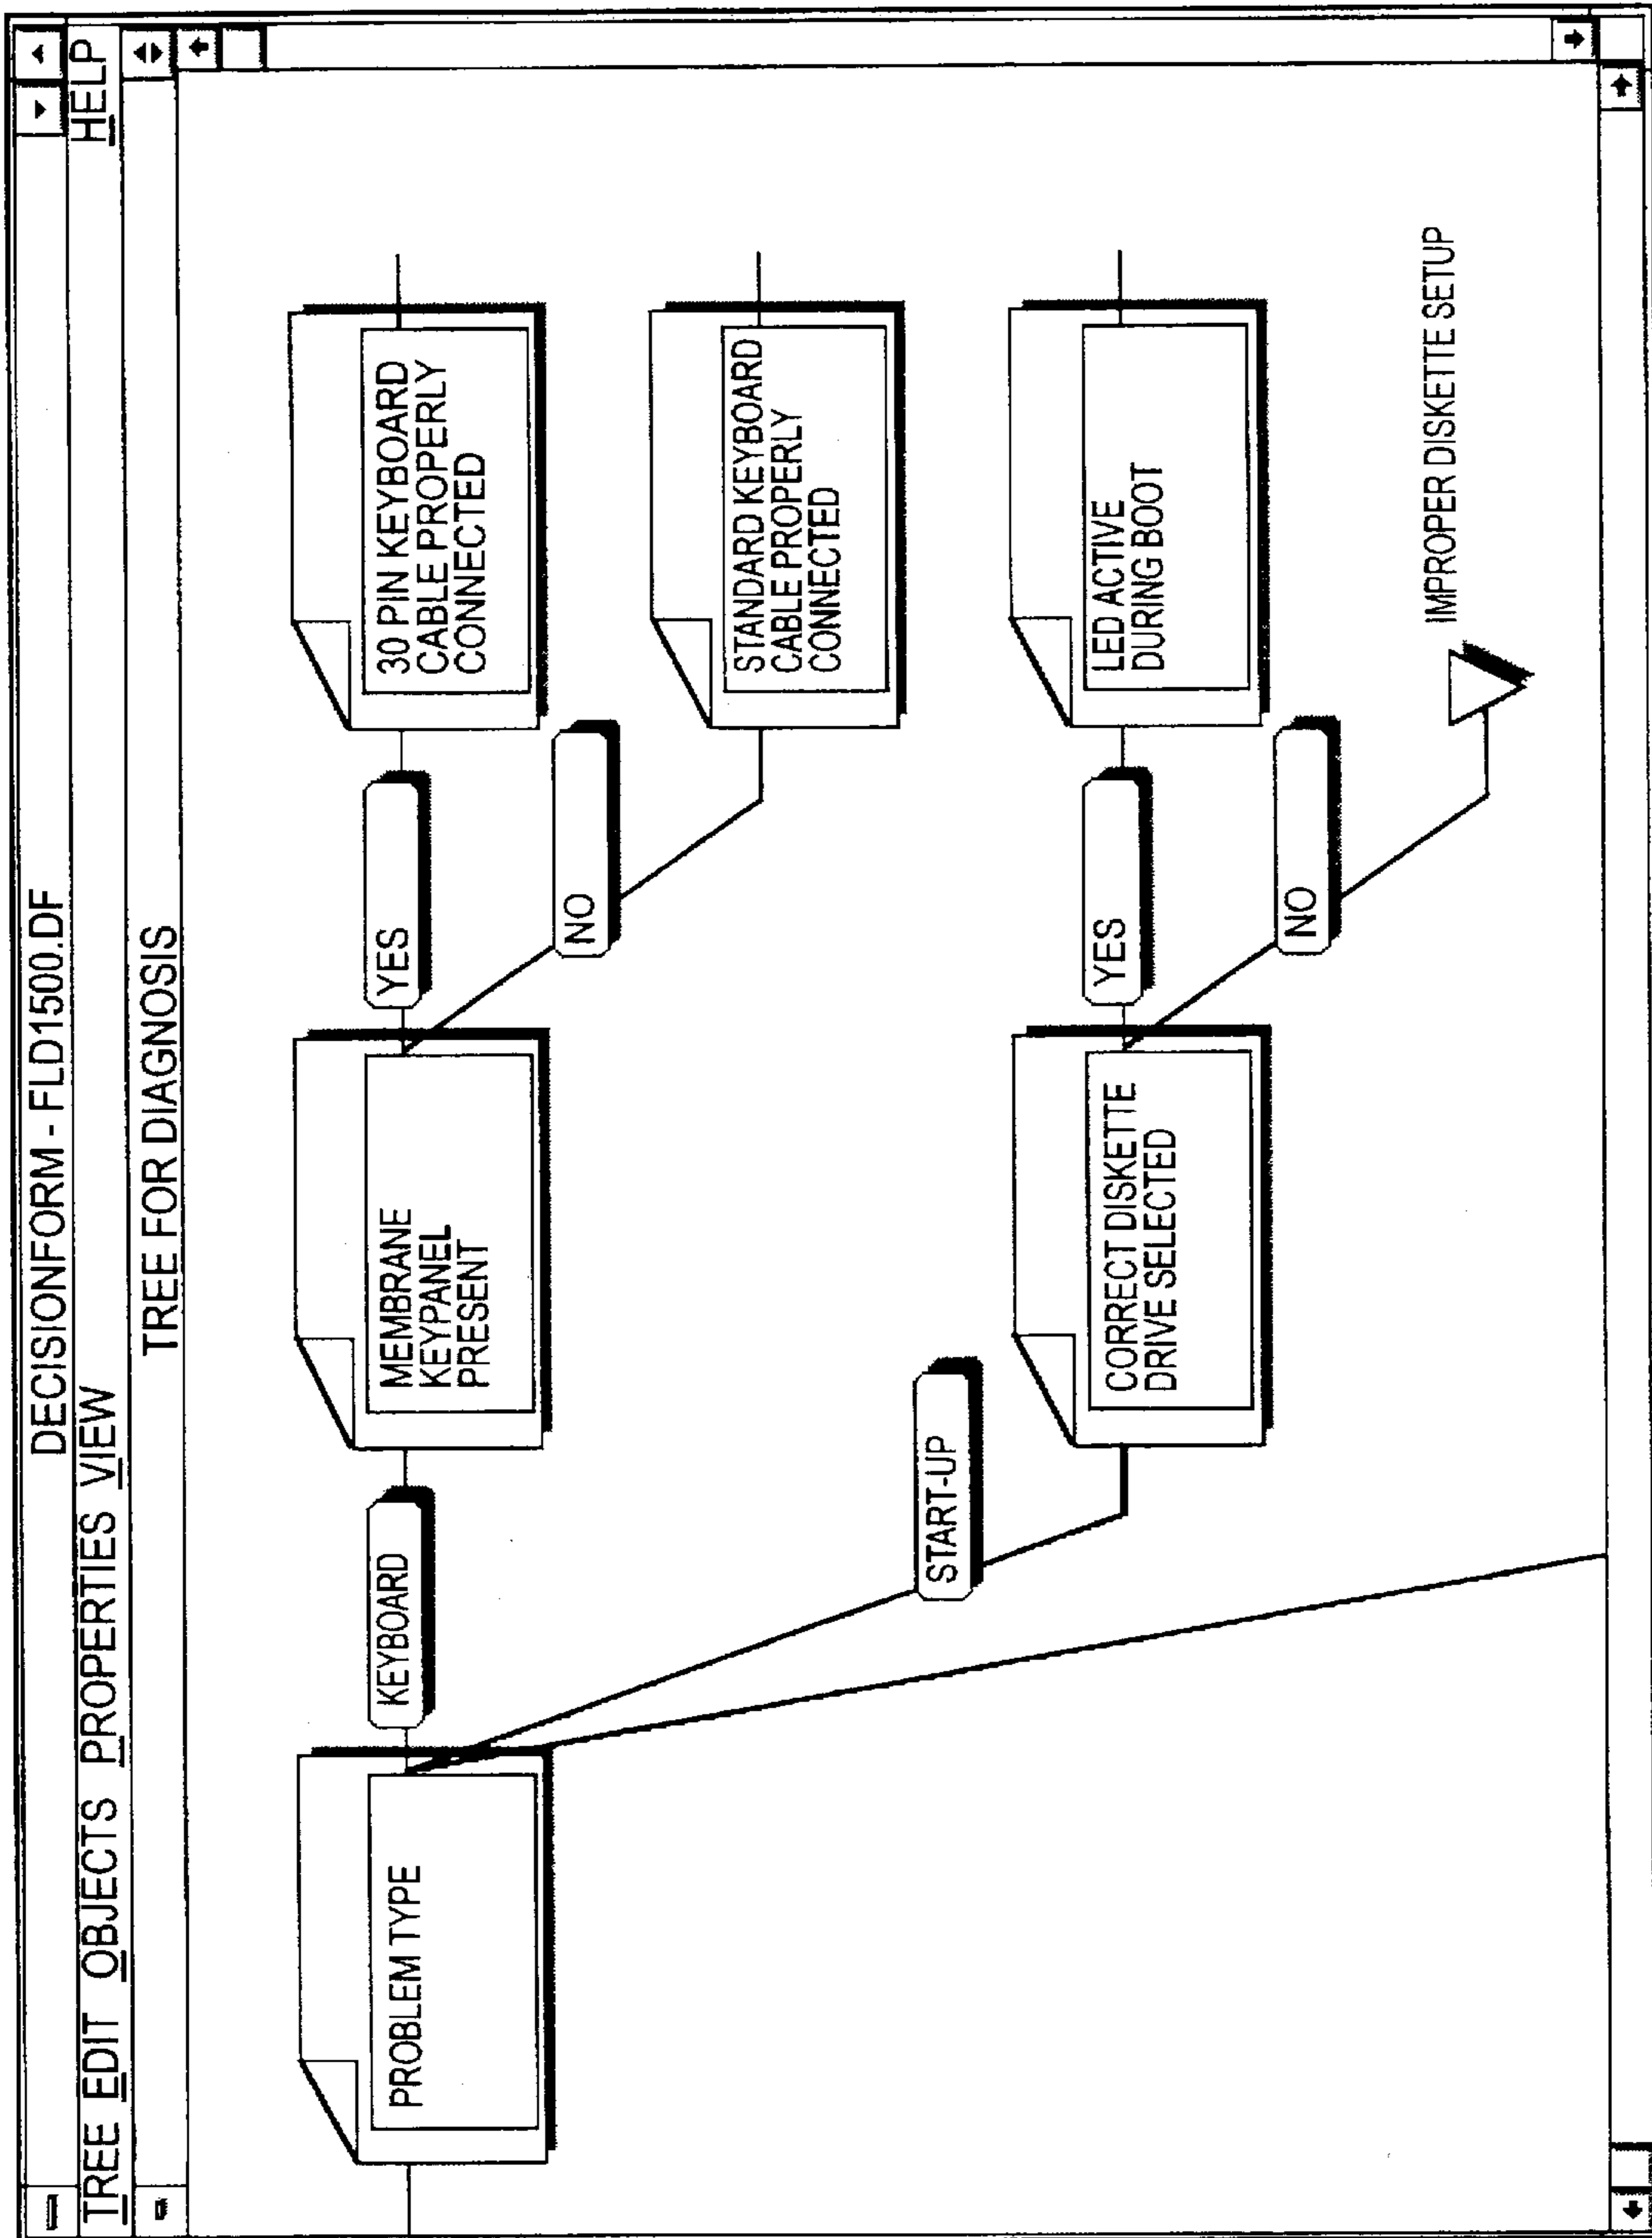 DECISIONFORM - FLD1500.DF
TREE EDIT OBJECTS PROPERTIES VIEW HELP
TREE FOR DIAGNOSIS
PROBLEM TYPE
KEYBOARD
MEMBRANE
KEYPANEL
PRESENT
YES
30 PIN KEYBOARD
CABLE PROPERLY
CONNECTED
NO
STANDARD KEYBOARD
CABLE PROPERLY
CONNECTED
START-UP
CORRECT DISKETTE
DRIVE SELECTED
YES
LED ACTIVE
DURING BOOT
NO
IMPROPER DISKETTE SETUP